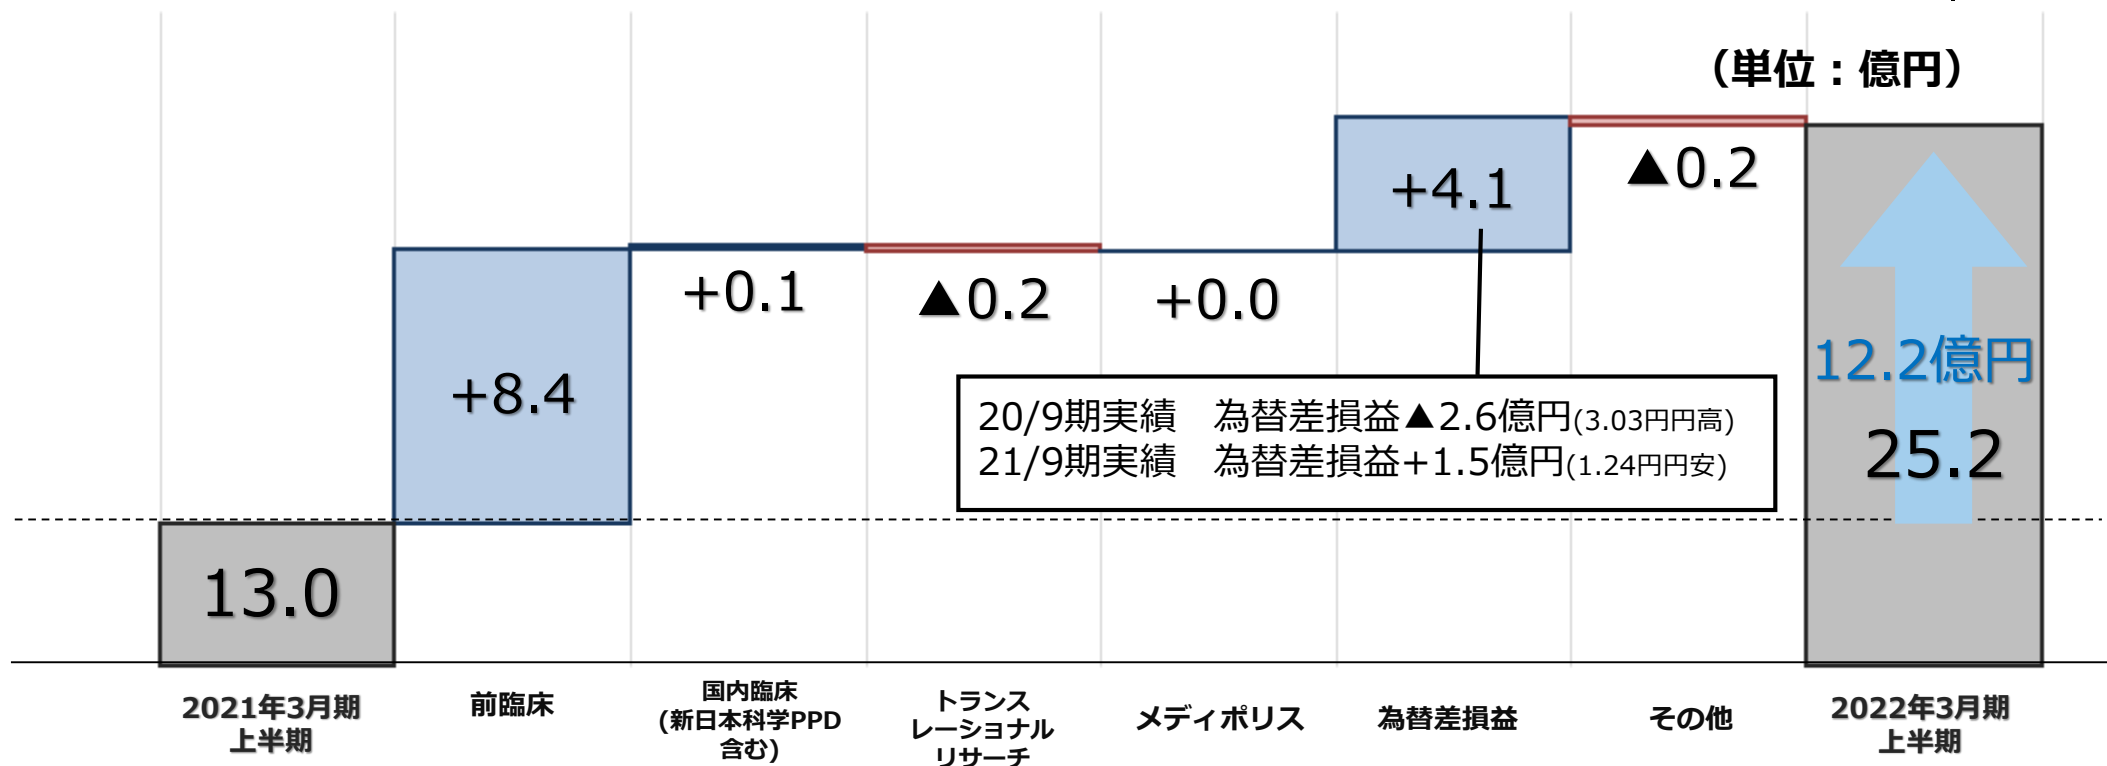 (単位:億円)
+4.1
▲0.2
+0.1
▲0.2
+0.0
+8.4
12.2億円
20/9期実績 為替差損益▲2.6億円(3.03円円高)
21/9期実績 為替差損益+1.5億円(1.24円円安)
25.2
13.0
2021年3月期
上半期
前臨床
国内臨床
(新日本科学PPD
含む)
トランス
レーショナル
リサーチ
メディポリス
為替差損益
その他
2022年3月期
上半期